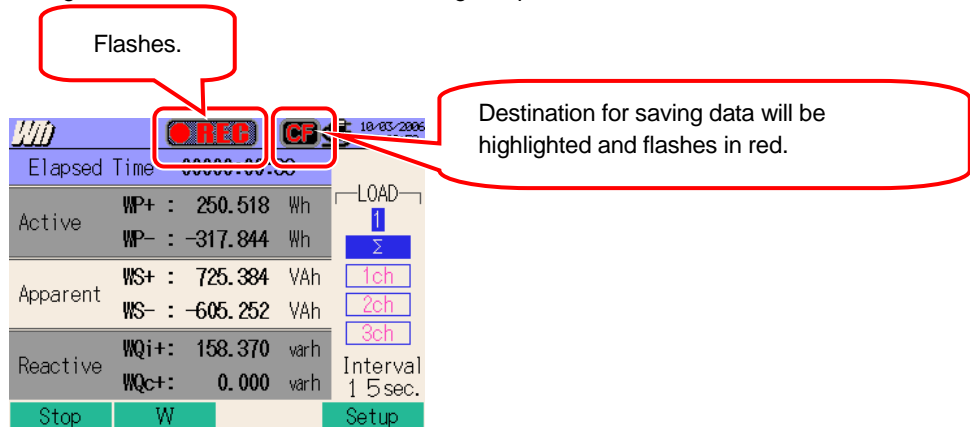 Flashes.
Destination for saving data will be
highlighted and flashes in red.
Wh REC CF 10/03/2006
Elapsed Time
Active WP+ : 250.518 Wh
WP- : -317.844 Wh
Apparent WS+ : 725.384 VAh
WS- : -605.252 VAh
Reactive WQi+: 158.370 varh
WQc+: 0.000 varh
LOAD
1
Σ
1ch
2ch
3ch
Interval
15sec.
Stop W Setup